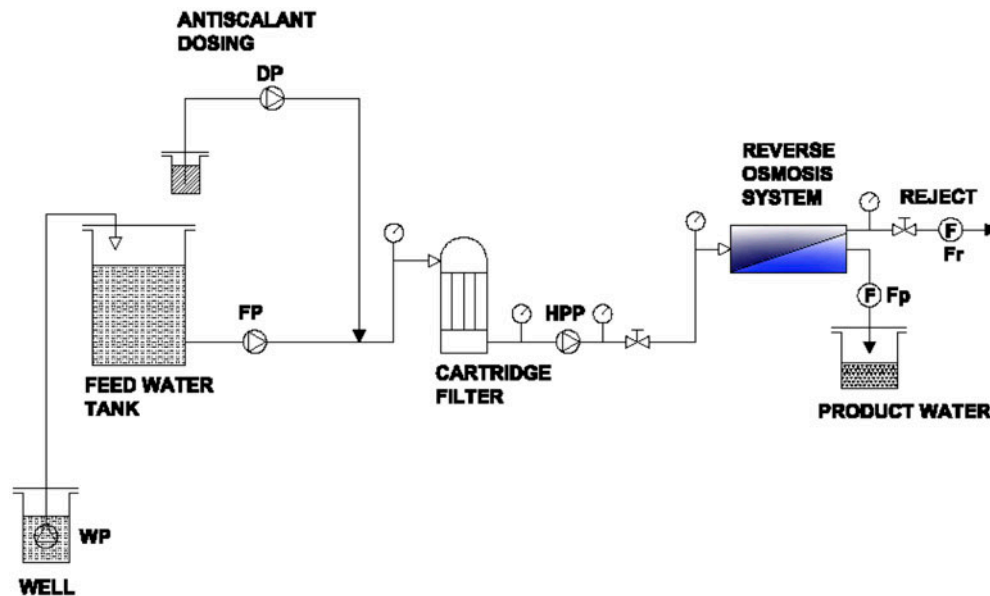 ANTISCALANT
DOSING
DP
REVERSE
OSMOSIS
SYSTEM
REJECT
F
Fr
F
Fp
FP
HPP
FEED WATER
TANK
CARTRIDGE
FILTER
PRODUCT WATER
WP
WELL